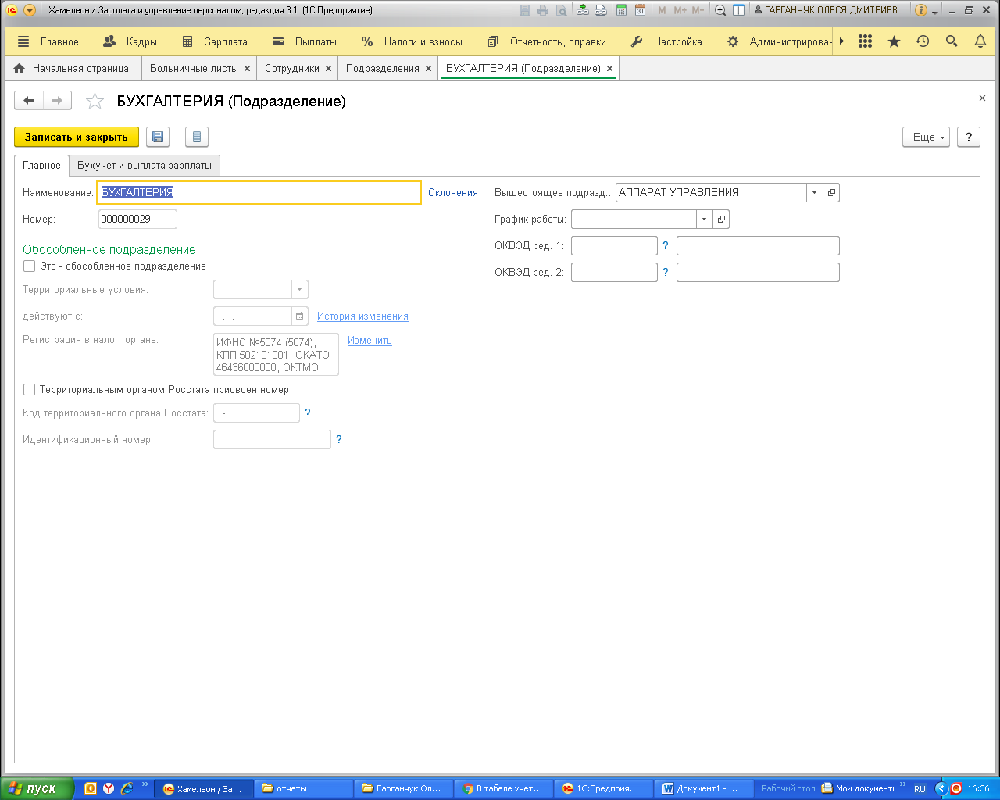 Хамелеон / Зарплата и управление персоналом, редакция 3.1 (1С:Предприятие)
M M+ M- ГАРГАНЧУК ОЛЕСЯ ДМИТРИЕВ...
Главное Кадры Зарплата Выплаты Налоги и взносы Отчетность, справки Настройка Администрирован
Начальная страница Больничные листы × Сотрудники × Подразделения × БУХГАЛТЕРИЯ (Подразделение) ×
БУХГАЛТЕРИЯ (Подразделение)
Записать и закрыть Еще ?
Главное Бухучет и выплата зарплаты
Наименование: БУХГАЛТЕРИЯ Склонения Вышестоящее подразд.: АППАРАТ УПРАВЛЕНИЯ
Номер: 000000029 График работы:
ОКВЭД ред. 1: ?
Обособленное подразделение
Это - обособленное подразделение
ОКВЭД ред. 2: ?
Территориальные условия:
действуют с: . . История изменения
Регистрация в налог. органе: ИФНС №5074 (5074), Изменить
КПП 502101001, ОКАТО
46436000000, ОКТМО
Территориальным органом Росстата присвоен номер
Код территориального органа Росстата: - ?
Идентификационный номер: ?
пуск Хамелеон / За... отчеты Гарганчук Ол... В табеле учет... 1С:Предприя... Документ1 - ... Рабочий стол Мои документы RU 16:36